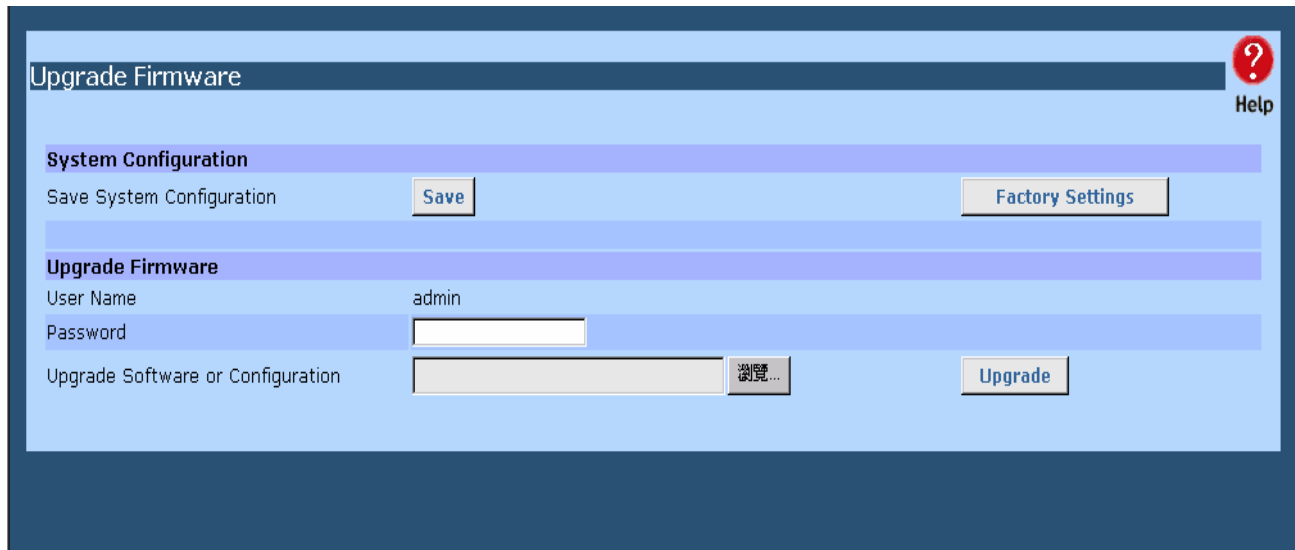 Upgrade Firmware
?
Help
System Configuration
Save System Configuration Save Factory Settings
Upgrade Firmware
User Name admin
Password
Upgrade Software or Configuration 瀏覽... Upgrade